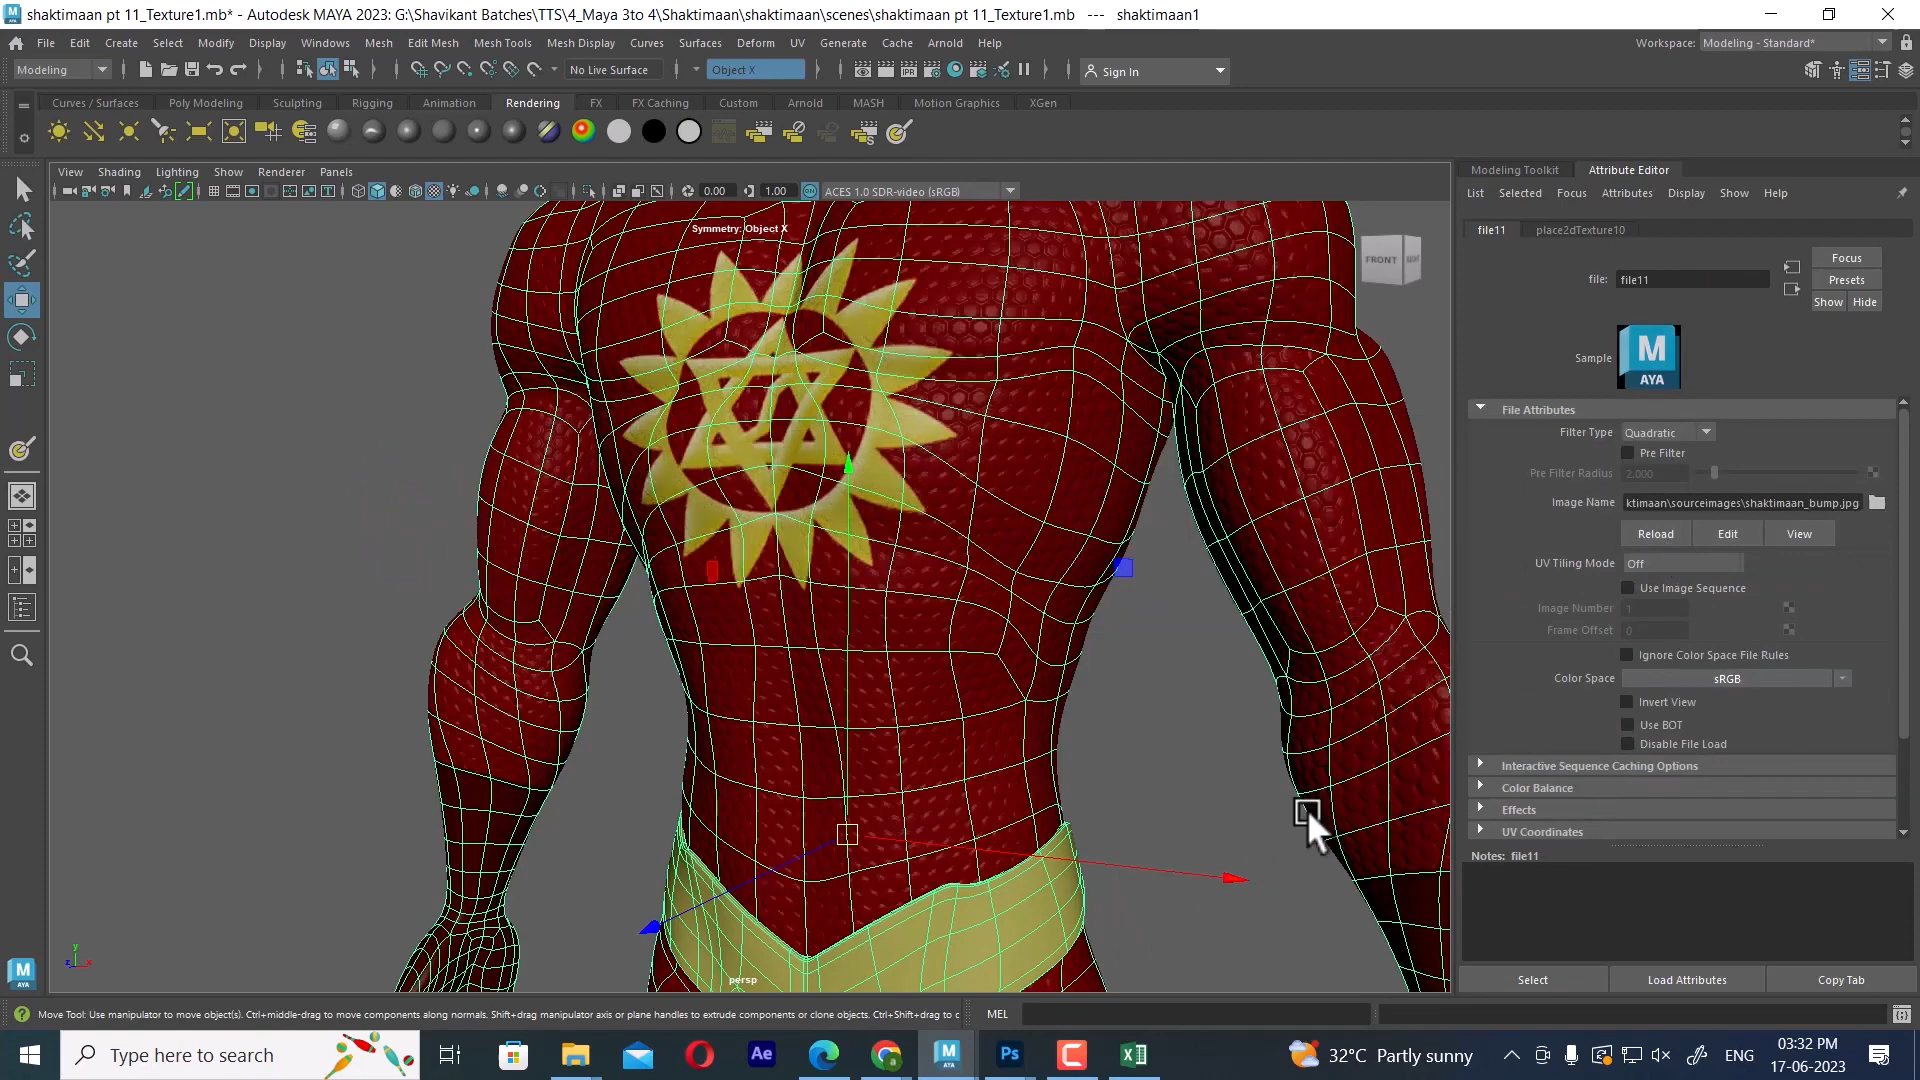 shaktimaan pt 11_Texture1.mb* - Autodesk MAYA 2023: G:\Shavikant Batches\TTS\4_Maya 3to 4\Shaktimaan\shaktimaan\scenes\shaktimaan pt 11_Texture1.mb --- shaktimaan1
File Edit Create Select Modify Display Windows Mesh Edit Mesh Mesh Tools Mesh Display Curves Surfaces Deform UV Generate Cache Arnold Help
Workspace: Modeling - Standard*
Modeling No Live Surface Object X Sign In
Curves / Surfaces Poly Modeling Sculpting Rigging Animation Rendering FX FX Caching Custom Arnold MASH Motion Graphics XGen
View Shading Lighting Show Renderer Panels
0.00 1.00 ACES 1.0 SDR-video (sRGB)
Symmetry: Object X
FRONT
persp
Modeling Toolkit Attribute Editor
List Selected Focus Attributes Display Show Help
file11 place2dTexture10
Focus
file: file11
Presets
Show Hide
Sample
M
AYA
File Attributes
Filter Type Quadratic
Pre Filter
Pre Filter Radius 2.000
Image Name ktimaan\sourceimages\shaktimaan_bump.jpg
Reload Edit View
UV Tiling Mode Off
Use Image Sequence
Image Number 1
Frame Offset 0
Ignore Color Space File Rules
Color Space sRGB
Invert View
Use BOT
Disable File Load
Interactive Sequence Caching Options
Color Balance
Effects
UV Coordinates
Notes: file11
Select Load Attributes Copy Tab
Move Tool: Use manipulator to move object(s). Ctrl+middle-drag to move components along normals. Shift+drag manipulator axis or plane handles to extrude components or clone objects. Ctrl+Shift+drag to c
MEL
Type here to search
32°C Partly sunny
ENG
03:32 PM
17-06-2023